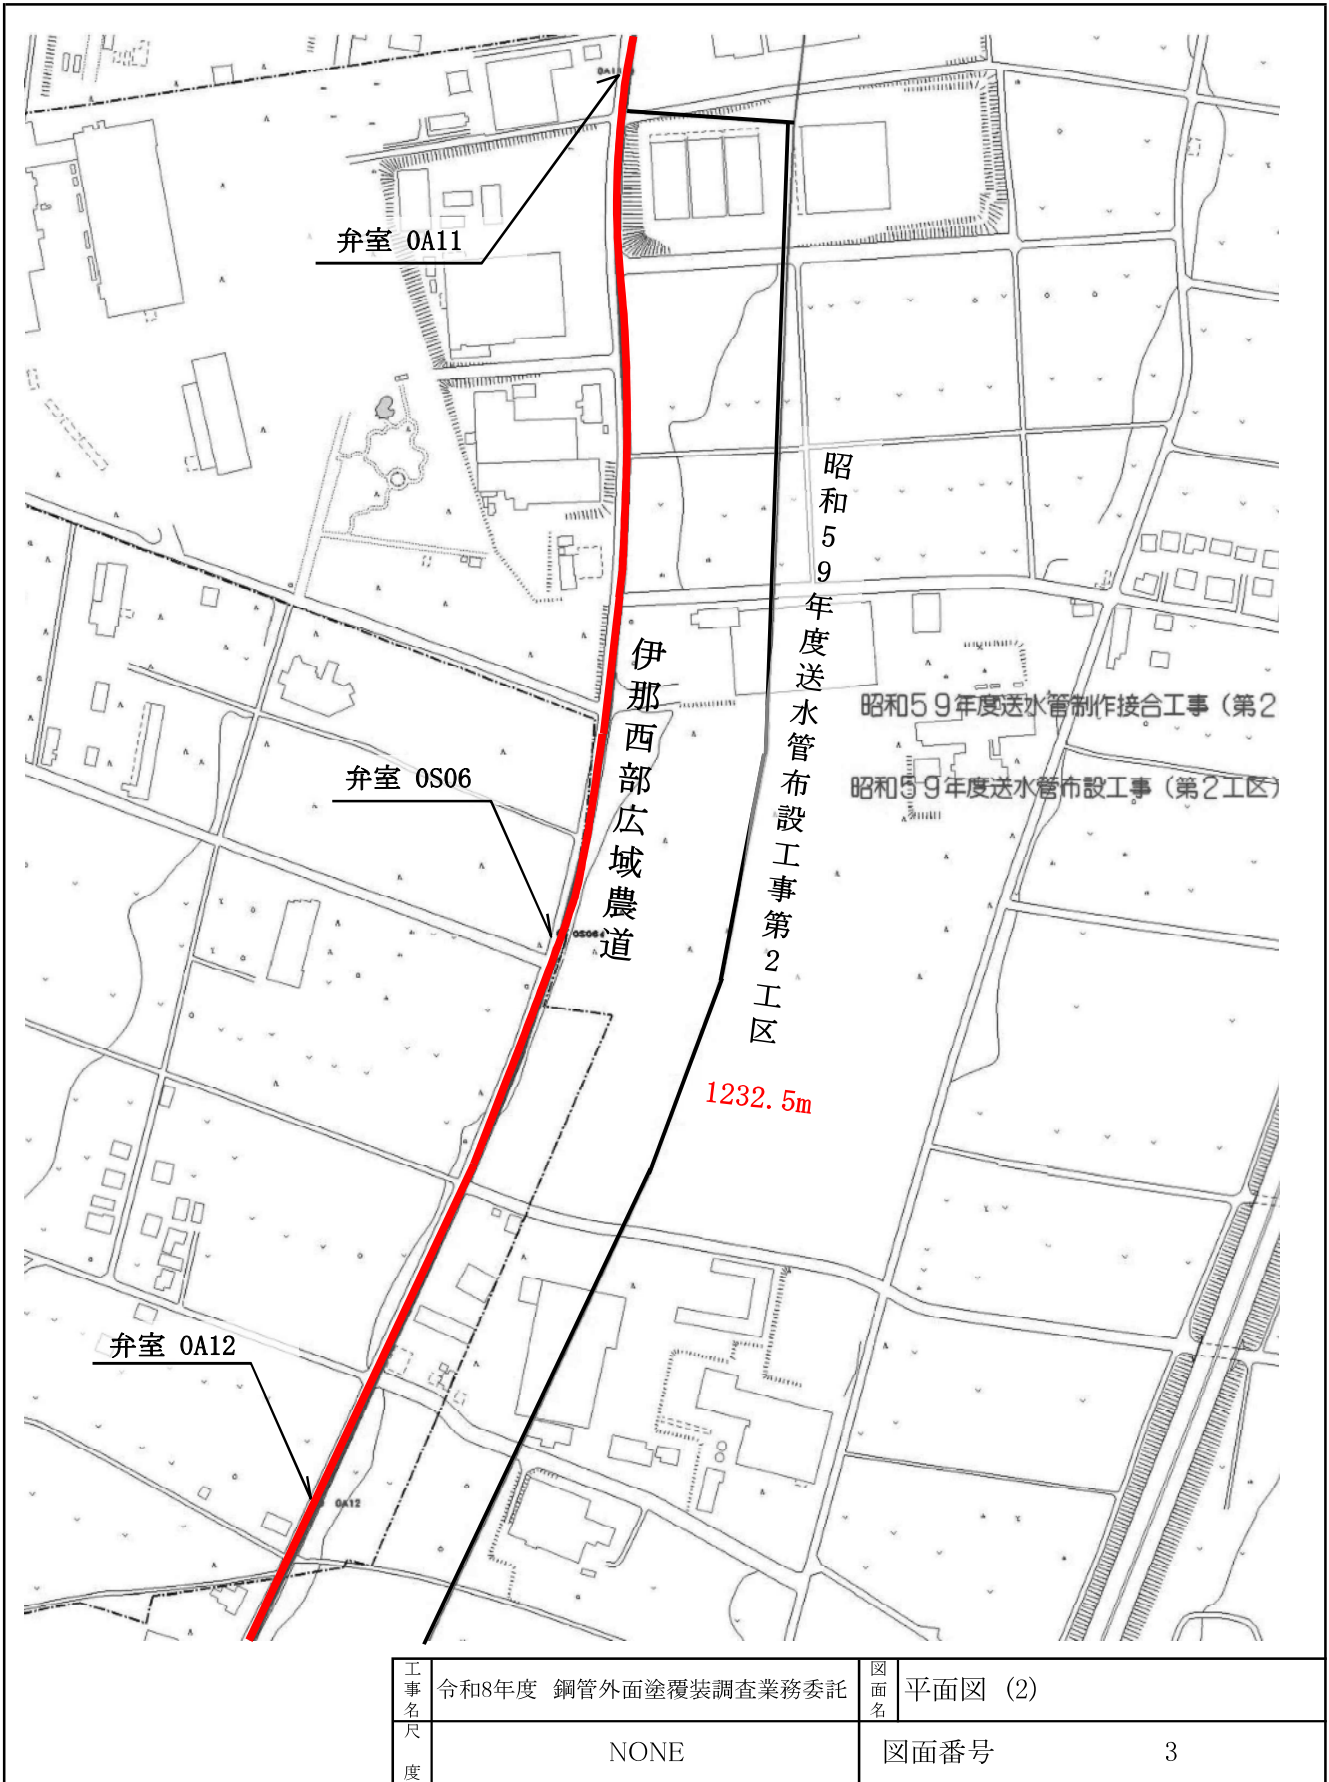 0A11
弁室 0A11
昭和59年度送水管布設工事第2工区
伊那西部広域農道
昭和59年度送水管制作接合工事（第2
昭和59年度送水管布設工事（第2工区）
弁室 0S06
0S06
1232.5m
弁室 0A12
0A12
工事名
令和8年度 鋼管外面塗覆装調査業務委託
図面名
平面図 (2)
尺度
NONE
図面番号
3